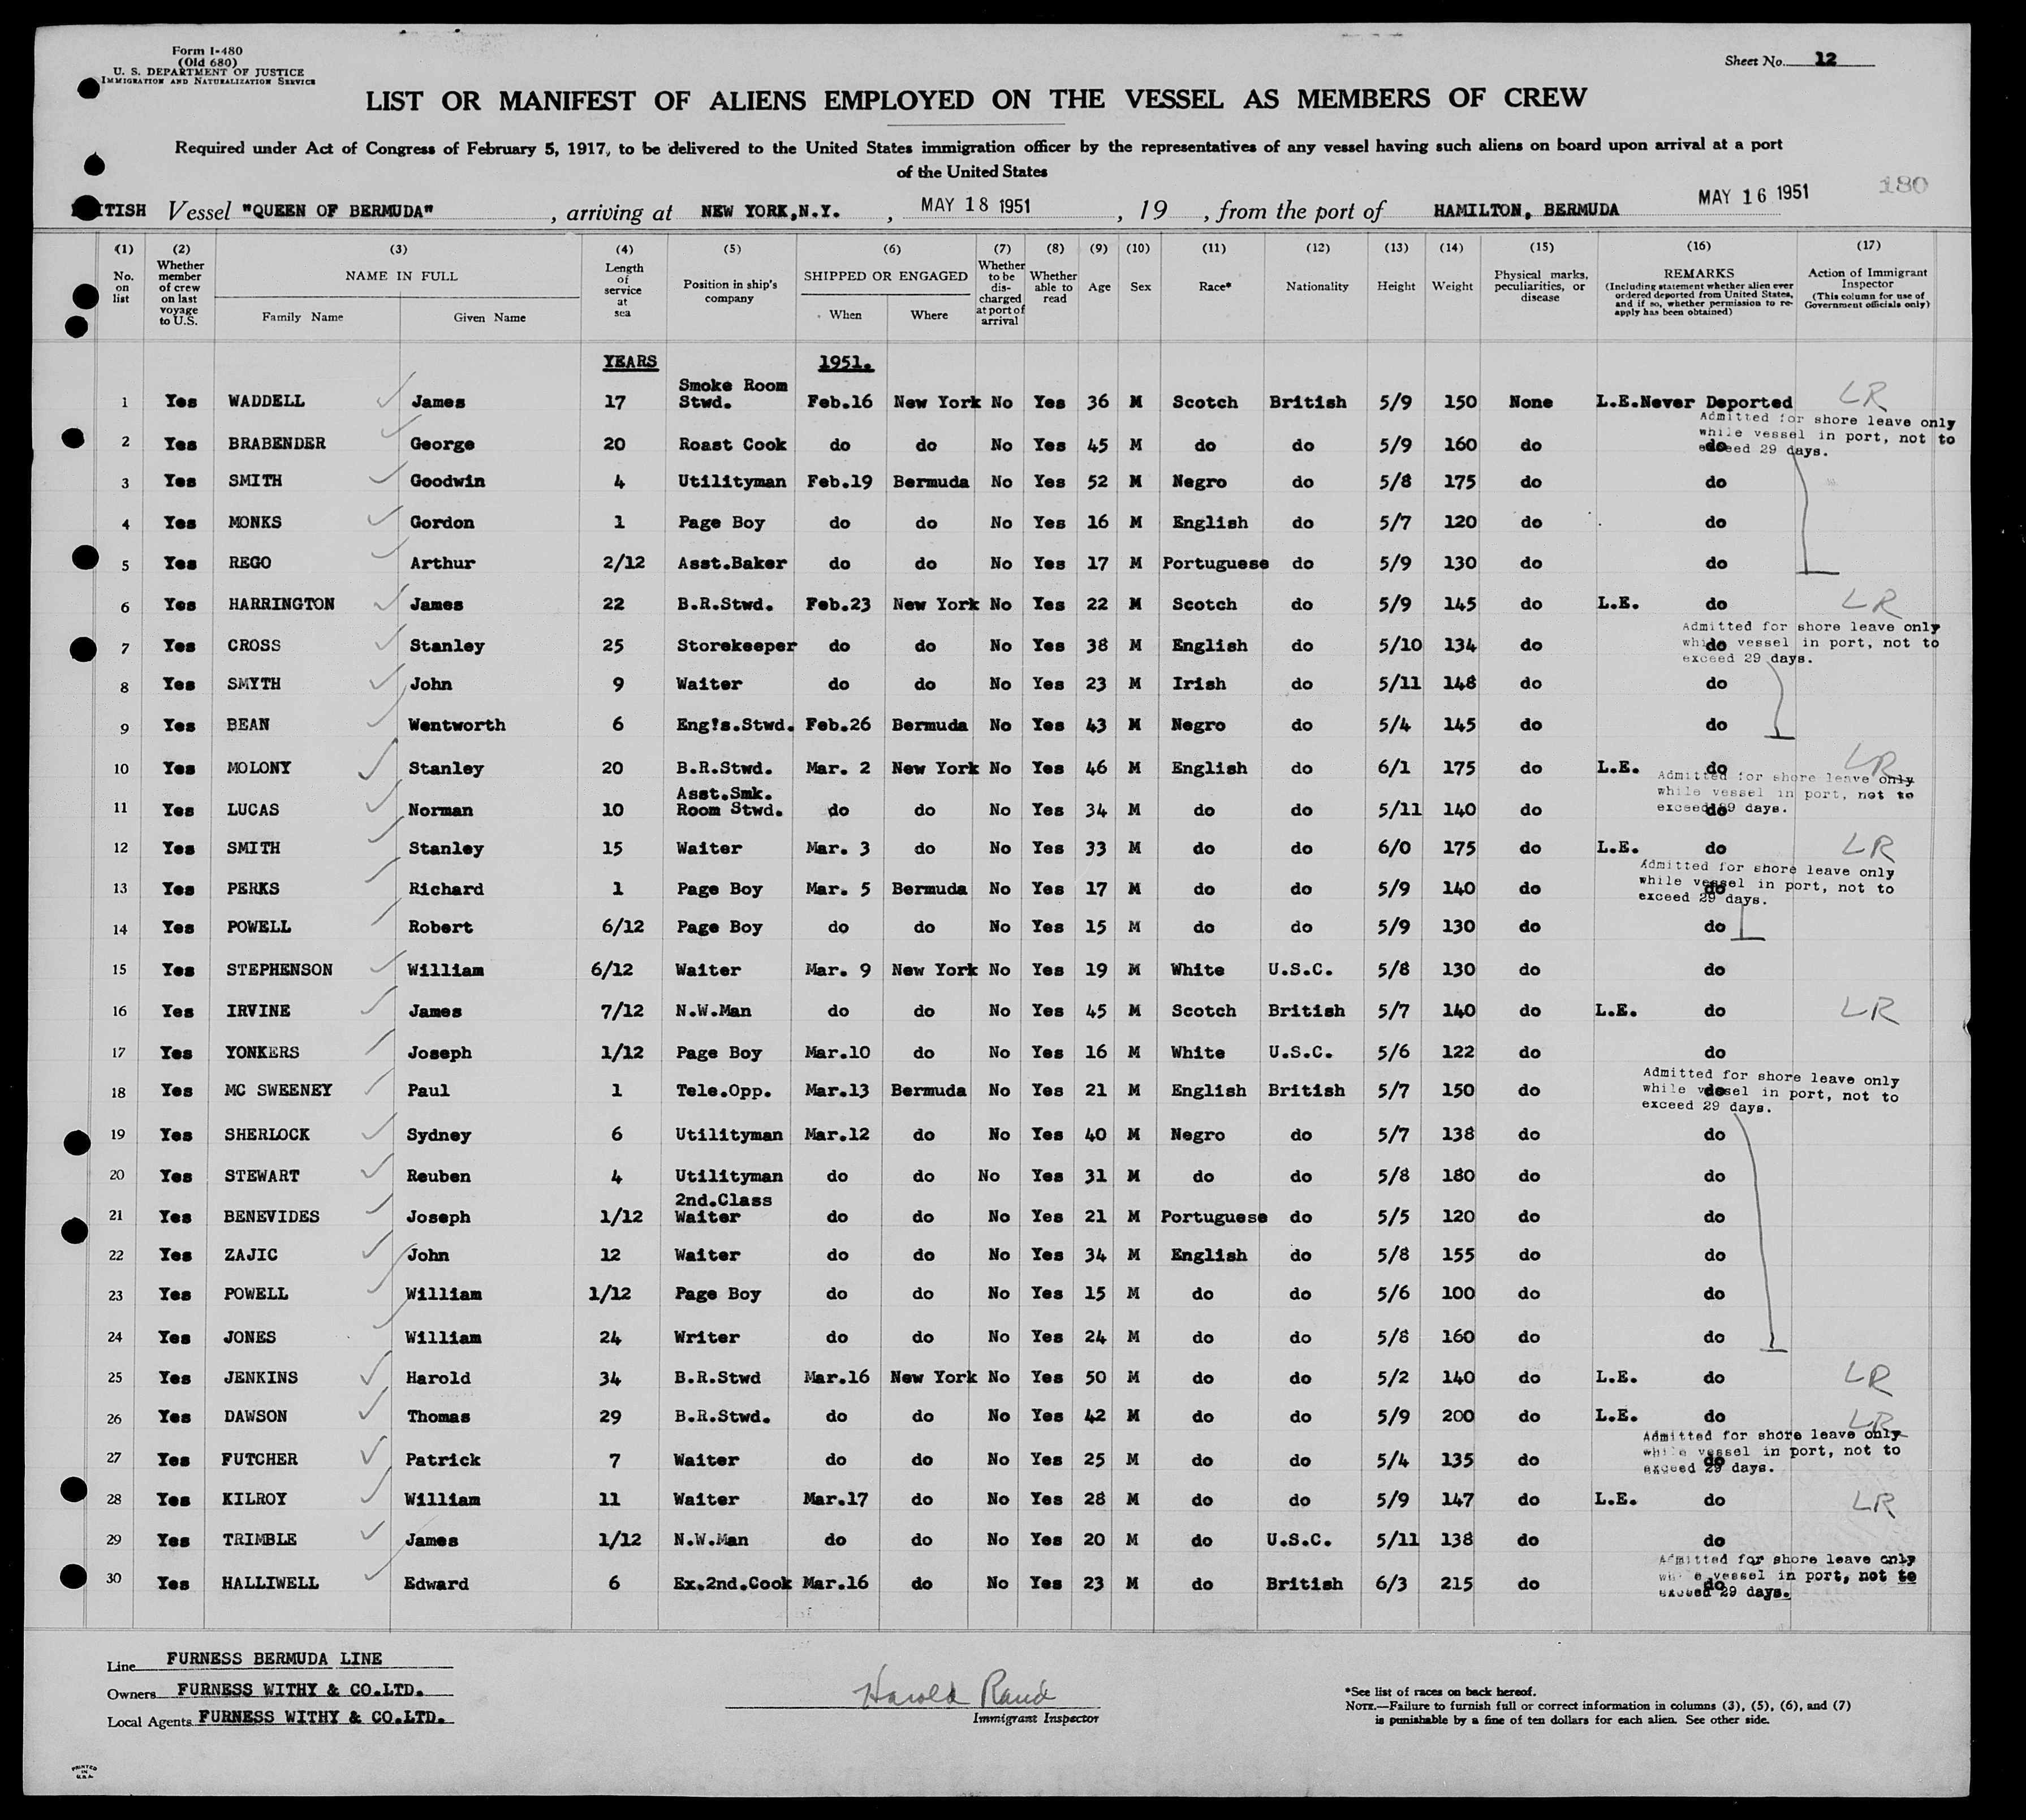 Form I-480
(Old 680)
U. S. DEPARTMENT OF JUSTICE
IMMIGRATION AND NATURALIZATION SERVICE
Sheet No. 12
LIST OR MANIFEST OF ALIENS EMPLOYED ON THE VESSEL AS MEMBERS OF CREW
Required under Act of Congress of February 5, 1917, to be delivered to the United States immigration officer by the representatives of any vessel having such aliens on board upon arrival at a port
of the United States
180
TISH Vessel "QUEEN OF BERMUDA", arriving at NEW YORK,N.Y., MAY 18 1951, 19 , from the port of HAMILTON, BERMUDA MAY 16 1951
(1) (2) (3) (4) (5) (6) (7) (8) (9) (10) (11) (12) (13) (14) (15) (16) (17)
No. on list
Whether member of crew on last voyage to U.S.
NAME IN FULL
Family Name Given Name
Length of service at sea
Position in ship's company
SHIPPED OR ENGAGED
When Where
Whether to be discharged at port of arrival
Whether able to read
Age
Sex
Race*
Nationality
Height
Weight
Physical marks, peculiarities, or disease
REMARKS
(Including statement whether alien ever ordered deported from United States, and if so, whether permission to reapply has been obtained)
Action of Immigrant Inspector
(This column for use of Government officials only)
YEARS 1951.
1 Yes WADDELL James 17 Smoke Room Stwd. Feb.16 New York No Yes 36 M Scotch British 5/9 150 None L.E.Never Deported LR
Admitted for shore leave only while vessel in port, not to exceed 29 days.
2 Yes BRABENDER George 20 Roast Cook do do No Yes 45 M do do 5/9 160 do do
3 Yes SMITH Goodwin 4 Utilityman Feb.19 Bermuda No Yes 52 M Negro do 5/8 175 do do
4 Yes MONKS Gordon 1 Page Boy do do No Yes 16 M English do 5/7 120 do do
5 Yes REGO Arthur 2/12 Asst.Baker do do No Yes 17 M Portuguese do 5/9 130 do do
6 Yes HARRINGTON James 22 B.R.Stwd. Feb.23 New York No Yes 22 M Scotch do 5/9 145 do L.E. do LR
Admitted for shore leave only while vessel in port, not to exceed 29 days.
7 Yes CROSS Stanley 25 Storekeeper do do No Yes 38 M English do 5/10 134 do do
8 Yes SMYTH John 9 Waiter do do No Yes 23 M Irish do 5/11 148 do do
9 Yes BEAN Wentworth 6 Eng's.Stwd. Feb.26 Bermuda No Yes 43 M Negro do 5/4 145 do do
10 Yes MOLONY Stanley 20 B.R.Stwd. Mar. 2 New York No Yes 46 M English do 6/1 175 do L.E. do LR
Admitted for shore leave only while vessel in port, not to exceed 29 days.
11 Yes LUCAS Norman 10 Asst.Smk. Room Stwd. do do No Yes 34 M do do 5/11 140 do do
12 Yes SMITH Stanley 15 Waiter Mar. 3 do No Yes 33 M do do 6/0 175 do L.E. do LR
Admitted for shore leave only while vessel in port, not to exceed 29 days.
13 Yes PERKS Richard 1 Page Boy Mar. 5 Bermuda No Yes 17 M do do 5/9 140 do do
14 Yes POWELL Robert 6/12 Page Boy do do No Yes 15 M do do 5/9 130 do do
15 Yes STEPHENSON William 6/12 Waiter Mar. 9 New York No Yes 19 M White U.S.C. 5/8 130 do do
16 Yes IRVINE James 7/12 N.W.Man do do No Yes 45 M Scotch British 5/7 140 do L.E. do LR
17 Yes YONKERS Joseph 1/12 Page Boy Mar.10 do No Yes 16 M White U.S.C. 5/6 122 do do
Admitted for shore leave only while vessel in port, not to exceed 29 days.
18 Yes MC SWEENEY Paul 1 Tele.Opp. Mar.13 Bermuda No Yes 21 M English British 5/7 150 do do
19 Yes SHERLOCK Sydney 6 Utilityman Mar.12 do No Yes 40 M Negro do 5/7 138 do do
20 Yes STEWART Reuben 4 Utilityman do do No Yes 31 M do do 5/8 180 do do
21 Yes BENEVIDES Joseph 1/12 2nd.Class Waiter do do No Yes 21 M Portuguese do 5/5 120 do do
22 Yes ZAJIC John 12 Waiter do do No Yes 34 M English do 5/8 155 do do
23 Yes POWELL William 1/12 Page Boy do do No Yes 15 M do do 5/6 100 do do
24 Yes JONES William 24 Writer do do No Yes 24 M do do 5/8 160 do do
25 Yes JENKINS Harold 34 B.R.Stwd Mar.16 New York No Yes 50 M do do 5/2 140 do L.E. do LR
26 Yes DAWSON Thomas 29 B.R.Stwd. do do No Yes 42 M do do 5/9 200 do L.E. do LR
Admitted for shore leave only while vessel in port, not to exceed 29 days.
27 Yes FUTCHER Patrick 7 Waiter do do No Yes 25 M do do 5/4 135 do do
28 Yes KILROY William 11 Waiter Mar.17 do No Yes 28 M do do 5/9 147 do L.E. do LR
29 Yes TRIMBLE James 1/12 N.W.Man do do No Yes 20 M do U.S.C. 5/11 138 do do
Admitted for shore leave only while vessel in port, not to exceed 29 days.
30 Yes HALLIWELL Edward 6 Ex.2nd.Cook Mar.16 do No Yes 23 M do British 6/3 215 do do
Line FURNESS BERMUDA LINE
Owners FURNESS WITHY & CO.LTD.
Local Agents FURNESS WITHY & CO.LTD.
Harold Rand
Immigrant Inspector
*See list of races on back hereof.
NOTE.—Failure to furnish full or correct information in columns (3), (5), (6), and (7)
is punishable by a fine of ten dollars for each alien. See other side.
PRINTED IN U.S.A.